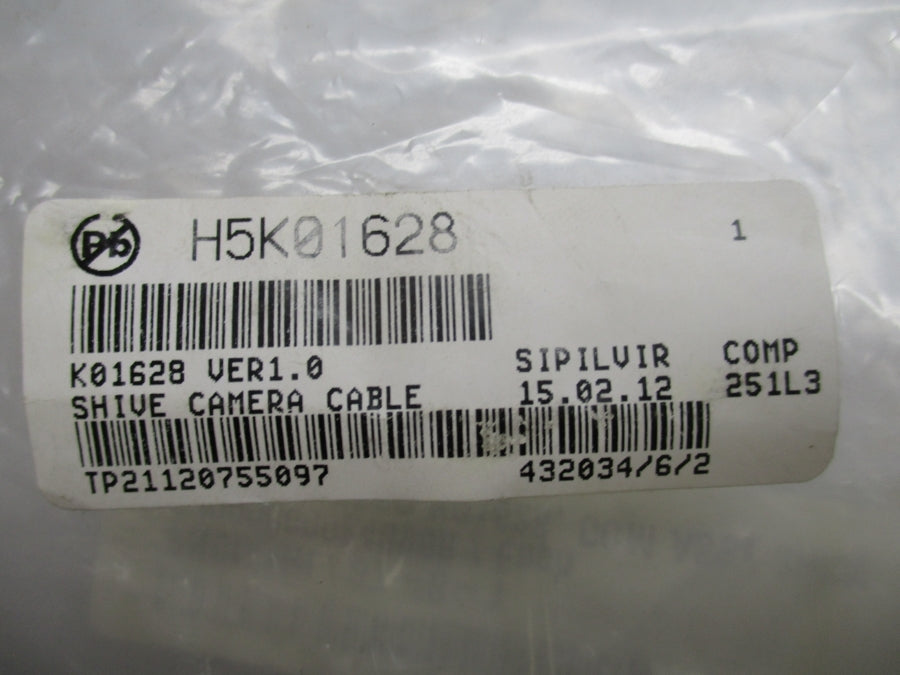 Pb H5K01628 1
K01628 VER1.0 SIPILVIR COMP
SHIVE CAMERA CABLE 15.02.12 251L3
TP21120755097 432034/6/2